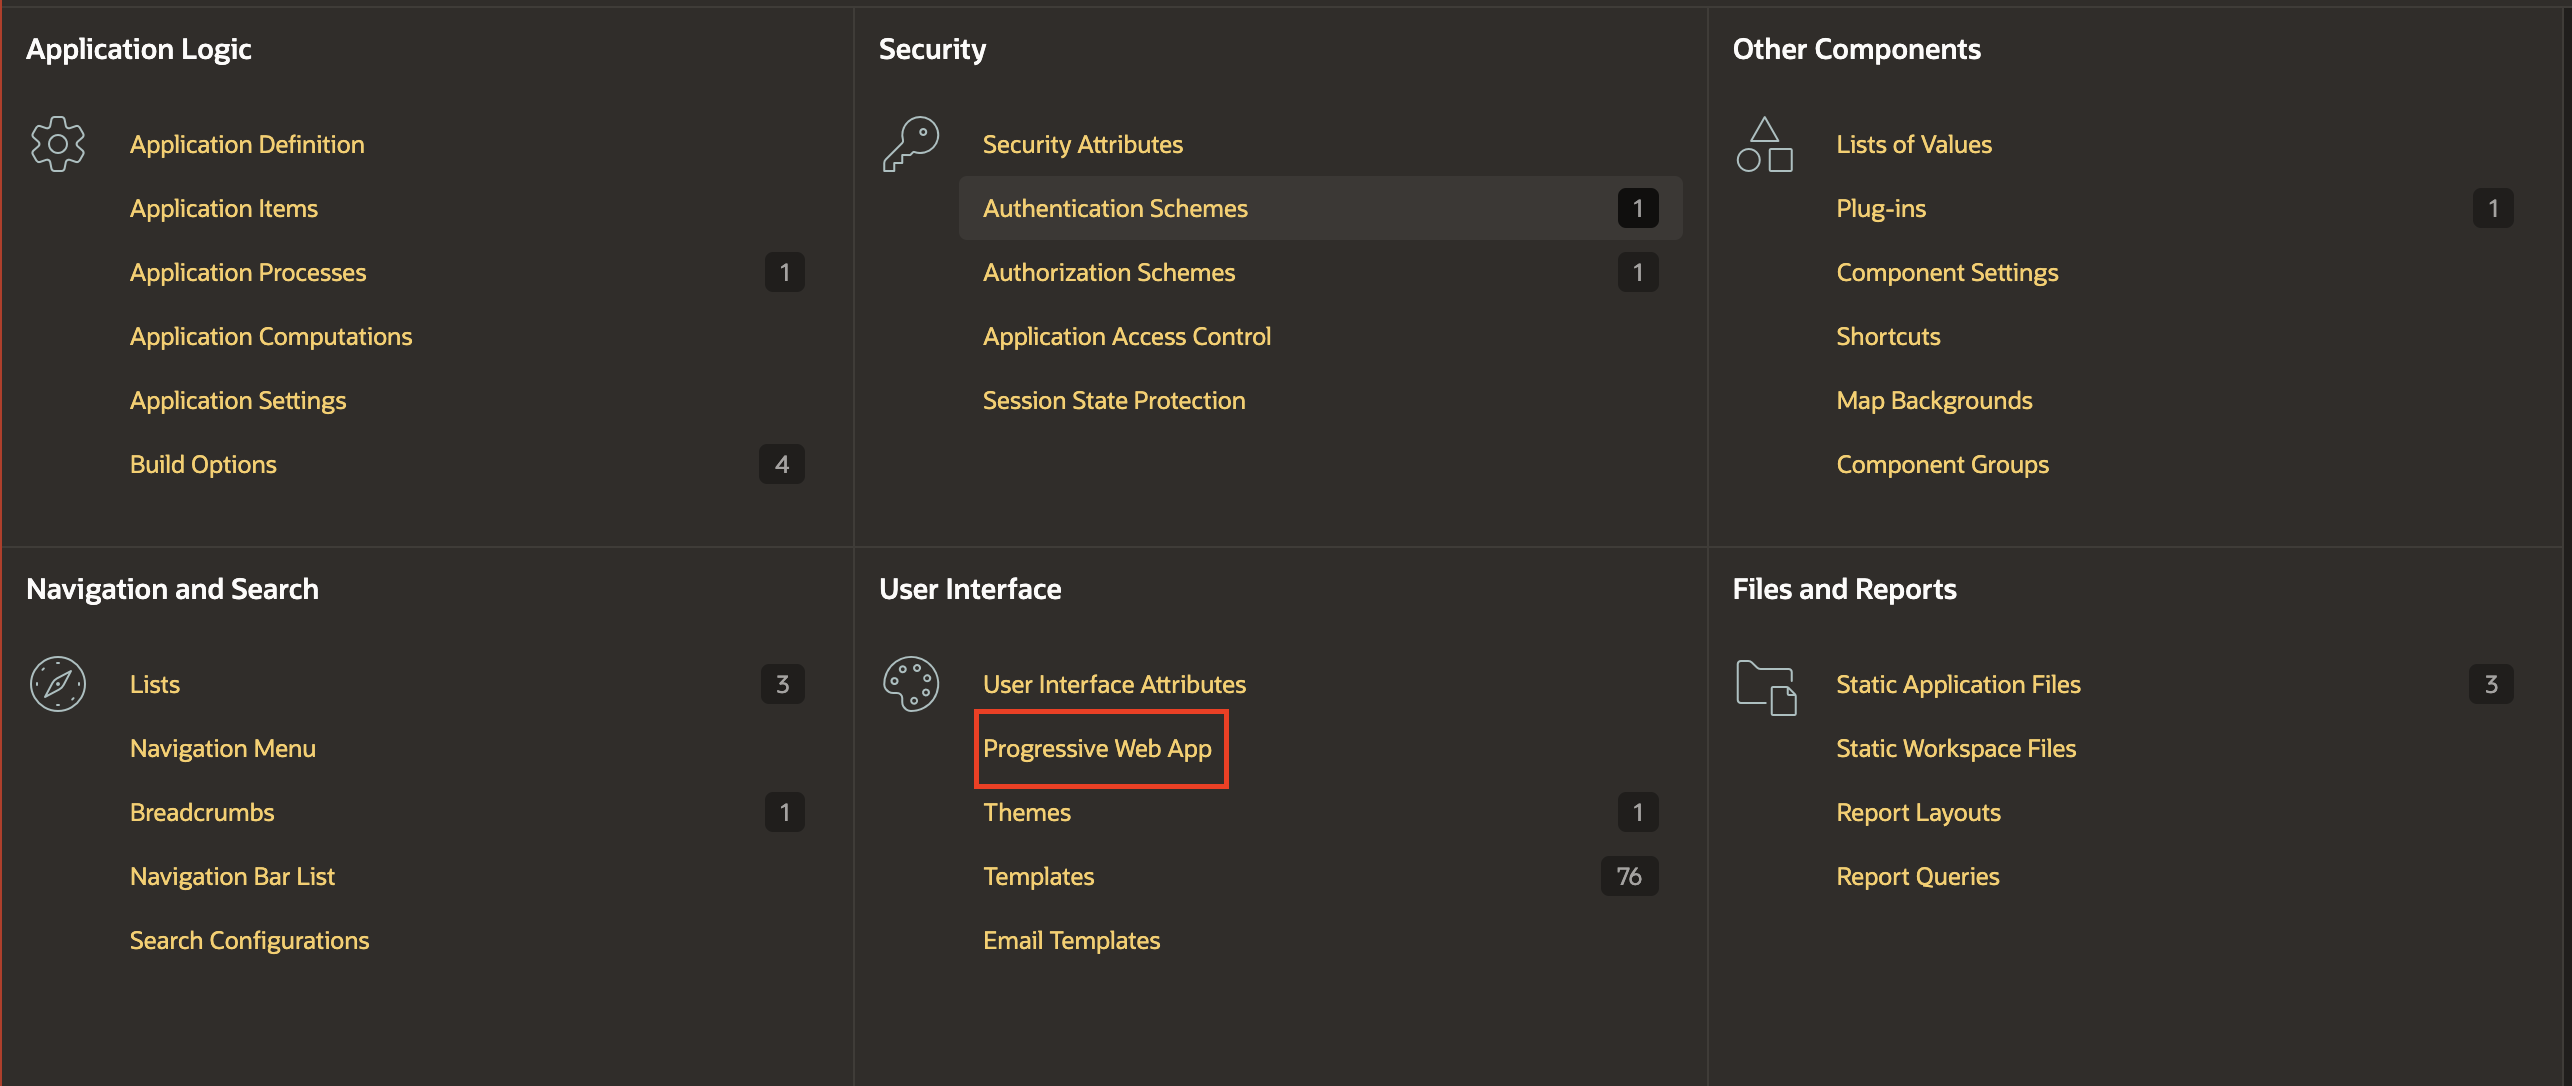 Application Logic
Application Definition
Application Items
Application Processes 1
Application Computations
Application Settings
Build Options 4
Security
Security Attributes
Authentication Schemes 1
Authorization Schemes 1
Application Access Control
Session State Protection
Other Components
Lists of Values
Plug-ins 1
Component Settings
Shortcuts
Map Backgrounds
Component Groups
Navigation and Search
Lists 3
Navigation Menu
Breadcrumbs 1
Navigation Bar List
Search Configurations
User Interface
User Interface Attributes
Progressive Web App
Themes 1
Templates 76
Email Templates
Files and Reports
Static Application Files 3
Static Workspace Files
Report Layouts
Report Queries